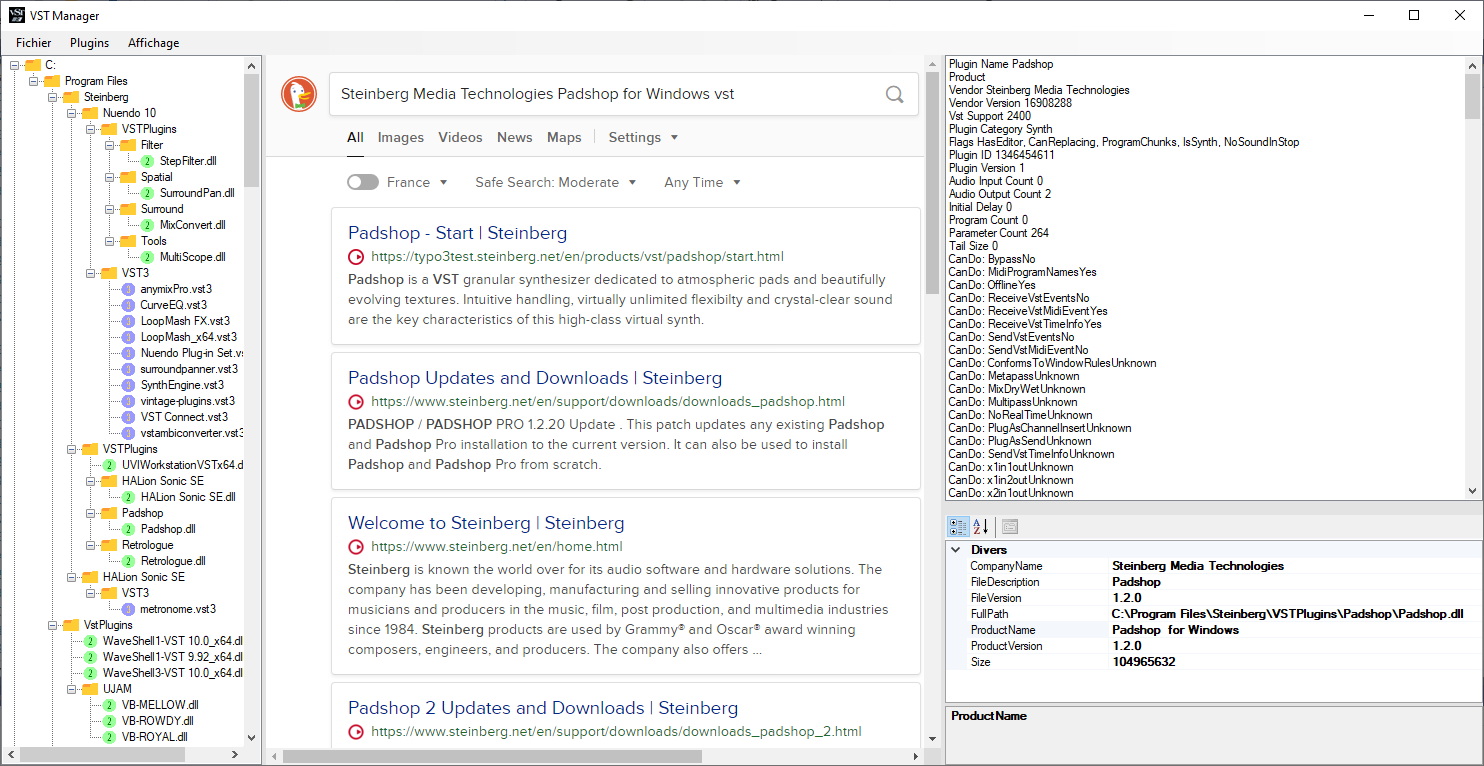 VST Manager
Fichier Plugins Affichage
C:
Program Files
Steinberg
Nuendo 10
VSTPlugins
Filter
2 StepFilter.dll
Spatial
2 SurroundPan.dll
Surround
2 MixConvert.dll
Tools
2 MultiScope.dll
VST3
3 anymixPro.vst3
3 CurveEQ.vst3
3 LoopMash FX.vst3
3 LoopMash_x64.vst3
3 Nuendo Plug-in Set.vs
3 surroundpanner.vst3
3 SynthEngine.vst3
3 vintage-plugins.vst3
3 VST Connect.vst3
3 vstambiconverter.vst3
VSTPlugins
2 UVIWorkstationVSTx64.d
HALion Sonic SE
2 HALion Sonic SE.dll
Padshop
2 Padshop.dll
Retrologue
2 Retrologue.dll
HALion Sonic SE
VST3
3 metronome.vst3
VstPlugins
2 WaveShell1-VST 10.0_x64.dll
2 WaveShell1-VST 9.92_x64.dll
2 WaveShell3-VST 10.0_x64.dll
UJAM
2 VB-MELLOW.dll
2 VB-ROWDY.dll
2 VB-ROYAL.dll
Steinberg Media Technologies Padshop for Windows vst
All Images Videos News Maps Settings
France Safe Search: Moderate Any Time
Padshop - Start | Steinberg
https://typo3test.steinberg.net/en/products/vst/padshop/start.html
Padshop is a VST granular synthesizer dedicated to atmospheric pads and beautifully
evolving textures. Intuitive handling, virtually unlimited flexibilty and crystal-clear sound
are the key characteristics of this high-class virtual synth.
Padshop Updates and Downloads | Steinberg
https://www.steinberg.net/en/support/downloads/downloads_padshop.html
PADSHOP / PADSHOP PRO 1.2.20 Update . This patch updates any existing Padshop
and Padshop Pro installation to the current version. It can also be used to install
Padshop and Padshop Pro from scratch.
Welcome to Steinberg | Steinberg
https://www.steinberg.net/en/home.html
Steinberg is known the world over for its audio software and hardware solutions. The
company has been developing, manufacturing and selling innovative products for
musicians and producers in the music, film, post production, and multimedia industries
since 1984. Steinberg products are used by Grammy® and Oscar® award winning
composers, engineers, and producers. The company also offers ...
Padshop 2 Updates and Downloads | Steinberg
https://www.steinberg.net/en/support/downloads/downloads_padshop_2.html
Plugin Name Padshop
Product
Vendor Steinberg Media Technologies
Vendor Version 16908288
Vst Support 2400
Plugin Category Synth
Flags HasEditor, CanReplacing, ProgramChunks, IsSynth, NoSoundInStop
Plugin ID 1346454611
Plugin Version 1
Audio Input Count 0
Audio Output Count 2
Initial Delay 0
Program Count 0
Parameter Count 264
Tail Size 0
CanDo: BypassNo
CanDo: MidiProgramNamesYes
CanDo: OfflineYes
CanDo: ReceiveVstEventsNo
CanDo: ReceiveVstMidiEventYes
CanDo: ReceiveVstTimeInfoYes
CanDo: SendVstEventsNo
CanDo: SendVstMidiEventNo
CanDo: ConformsToWindowRulesUnknown
CanDo: MetapassUnknown
CanDo: MixDryWetUnknown
CanDo: MultipassUnknown
CanDo: NoRealTimeUnknown
CanDo: PlugAsChannelInsertUnknown
CanDo: PlugAsSendUnknown
CanDo: SendVstTimeInfoUnknown
CanDo: x1in1outUnknown
CanDo: x1in2outUnknown
CanDo: x2in1outUnknown
Divers
CompanyName Steinberg Media Technologies
FileDescription Padshop
FileVersion 1.2.0
FullPath C:\Program Files\Steinberg\VSTPlugins\Padshop\Padshop.dll
ProductName Padshop for Windows
ProductVersion 1.2.0
Size 104965632
ProductName